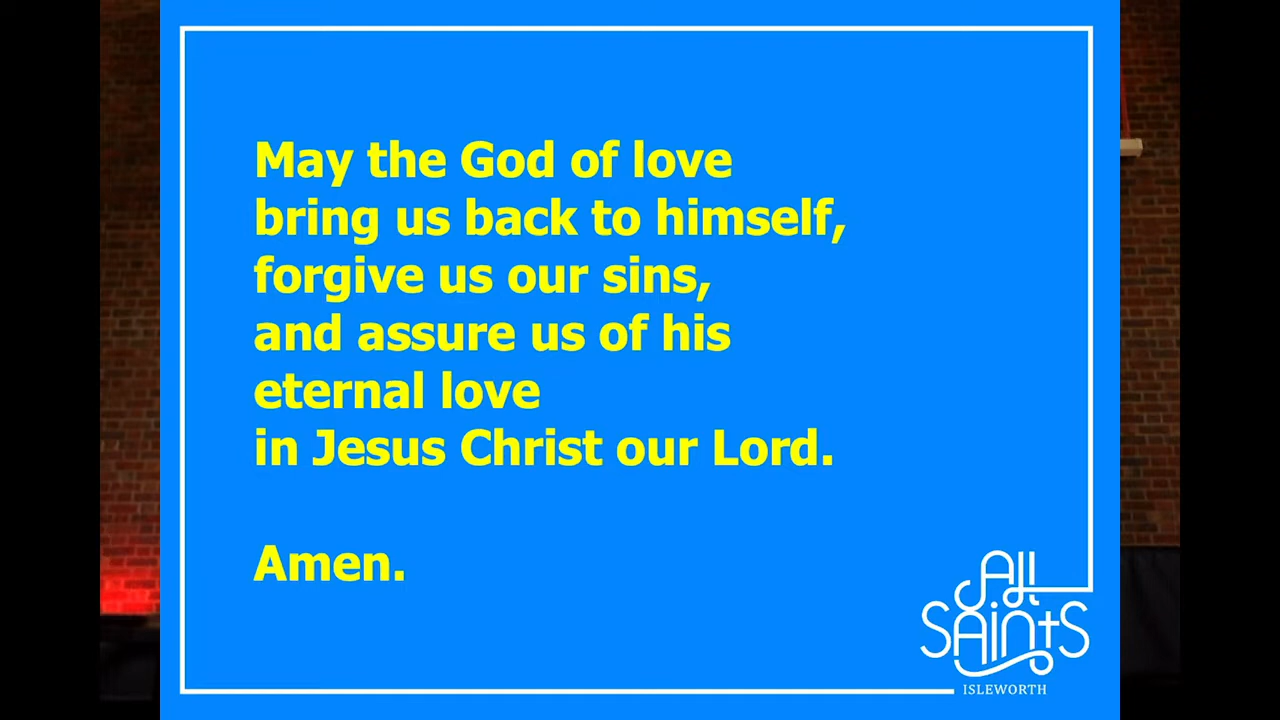 May the God of love
bring us back to himself,
forgive us our sins,
and assure us of his
eternal love
in Jesus Christ our Lord.
Amen.
All
Saints
ISLEWORTH